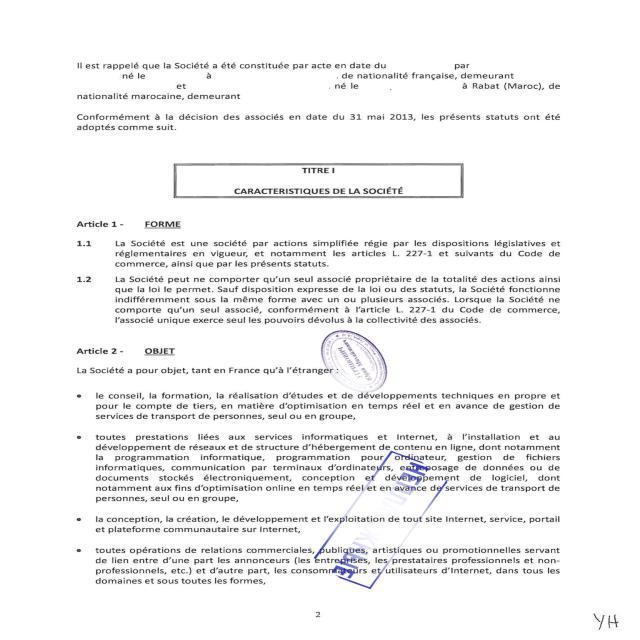 Il est rappelé que la Société a été constituée par acte en date du par
né le à . de nationalité française, demeurant
et . né le . à Rabat (Maroc), de
nationalité marocaine, demeurant
Conformément à la décision des associés en date du 31 mai 2013, les présents statuts ont été
adoptés comme suit.
TITRE I
CARACTERISTIQUES DE LA SOCIÉTÉ
Article 1 - FORME
1.1 La Société est une société par actions simplifiée régie par les dispositions législatives et
réglementaires en vigueur, et notamment les articles L. 227-1 et suivants du Code de
commerce, ainsi que par les présents statuts.
1.2 La Société peut ne comporter qu'un seul associé propriétaire de la totalité des actions ainsi
que la loi le permet. Sauf disposition expresse de la loi ou des statuts, la Société fonctionne
indifféremment sous la même forme avec un ou plusieurs associés. Lorsque la Société ne
comporte qu'un seul associé, conformément à l'article L. 227-1 du Code de commerce,
l'associé unique exerce seul les pouvoirs dévolus à la collectivité des associés.
Article 2 - OBJET
La Société a pour objet, tant en France qu'à l'étranger :
• le conseil, la formation, la réalisation d'études et de développements techniques en propre et
pour le compte de tiers, en matière d'optimisation en temps réel et en avance de gestion de
services de transport de personnes, seul ou en groupe,
• toutes prestations liées aux services informatiques et Internet, à l'installation et au
développement de réseaux et de structure d'hébergement de contenu en ligne, dont notamment
la programmation informatique, programmation pour ordinateur, gestion de fichiers
informatiques, communication par terminaux d'ordinateurs, entreposage de données ou de
documents stockés électroniquement, conception et développement de logiciel, dont
notamment aux fins d'optimisation online en temps réel et en avance de services de transport de
personnes, seul ou en groupe,
• la conception, la création, le développement et l'exploitation de tout site Internet, service, portail
et plateforme communautaire sur Internet,
• toutes opérations de relations commerciales, publiques, artistiques ou promotionnelles servant
de lien entre d'une part les annonceurs (les entreprises, les prestataires professionnels et non-
professionnels, etc.) et d'autre part, les consommateurs et utilisateurs d'Internet, dans tous les
domaines et sous toutes les formes,
2
YH